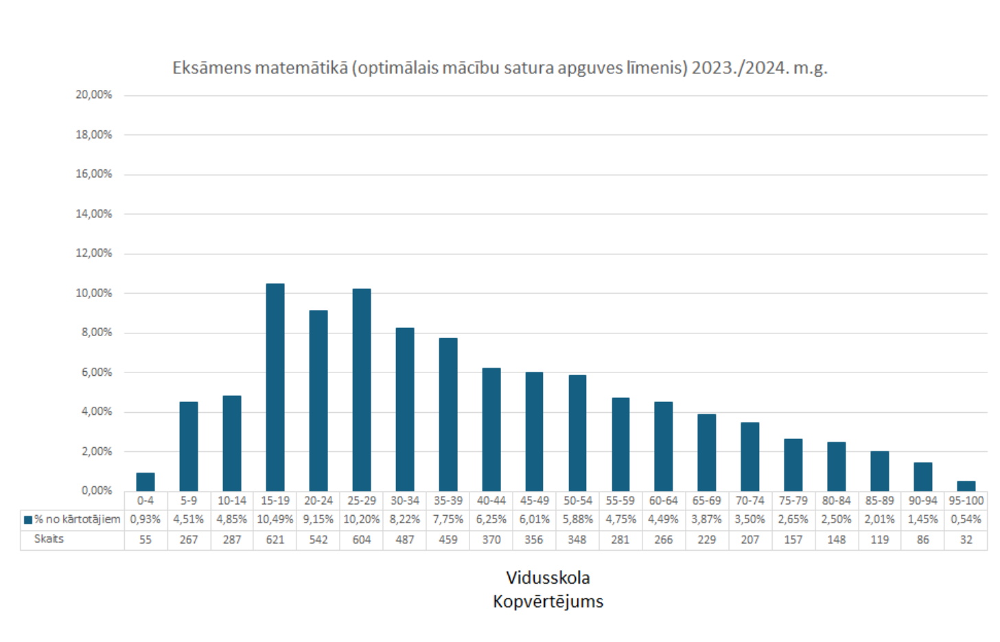 Eksāmens matemātikā (optimālais mācību satura apguves līmenis) 2023./2024. m.g.
20,00%
18,00%
16,00%
14,00%
12,00%
10,00%
8,00%
6,00%
4,00%
2,00%
0,00%
0-4 5-9 10-14 15-19 20-24 25-29 30-34 35-39 40-44 45-49 50-54 55-59 60-64 65-69 70-74 75-79 80-84 85-89 90-94 95-100
% no kārtotājiem 0,93% 4,51% 4,85% 10,49% 9,15% 10,20% 8,22% 7,75% 6,25% 6,01% 5,88% 4,75% 4,49% 3,87% 3,50% 2,65% 2,50% 2,01% 1,45% 0,54%
Skaits 55 267 287 621 542 604 487 459 370 356 348 281 266 229 207 157 148 119 86 32
Vidusskola
Kopvērtējums